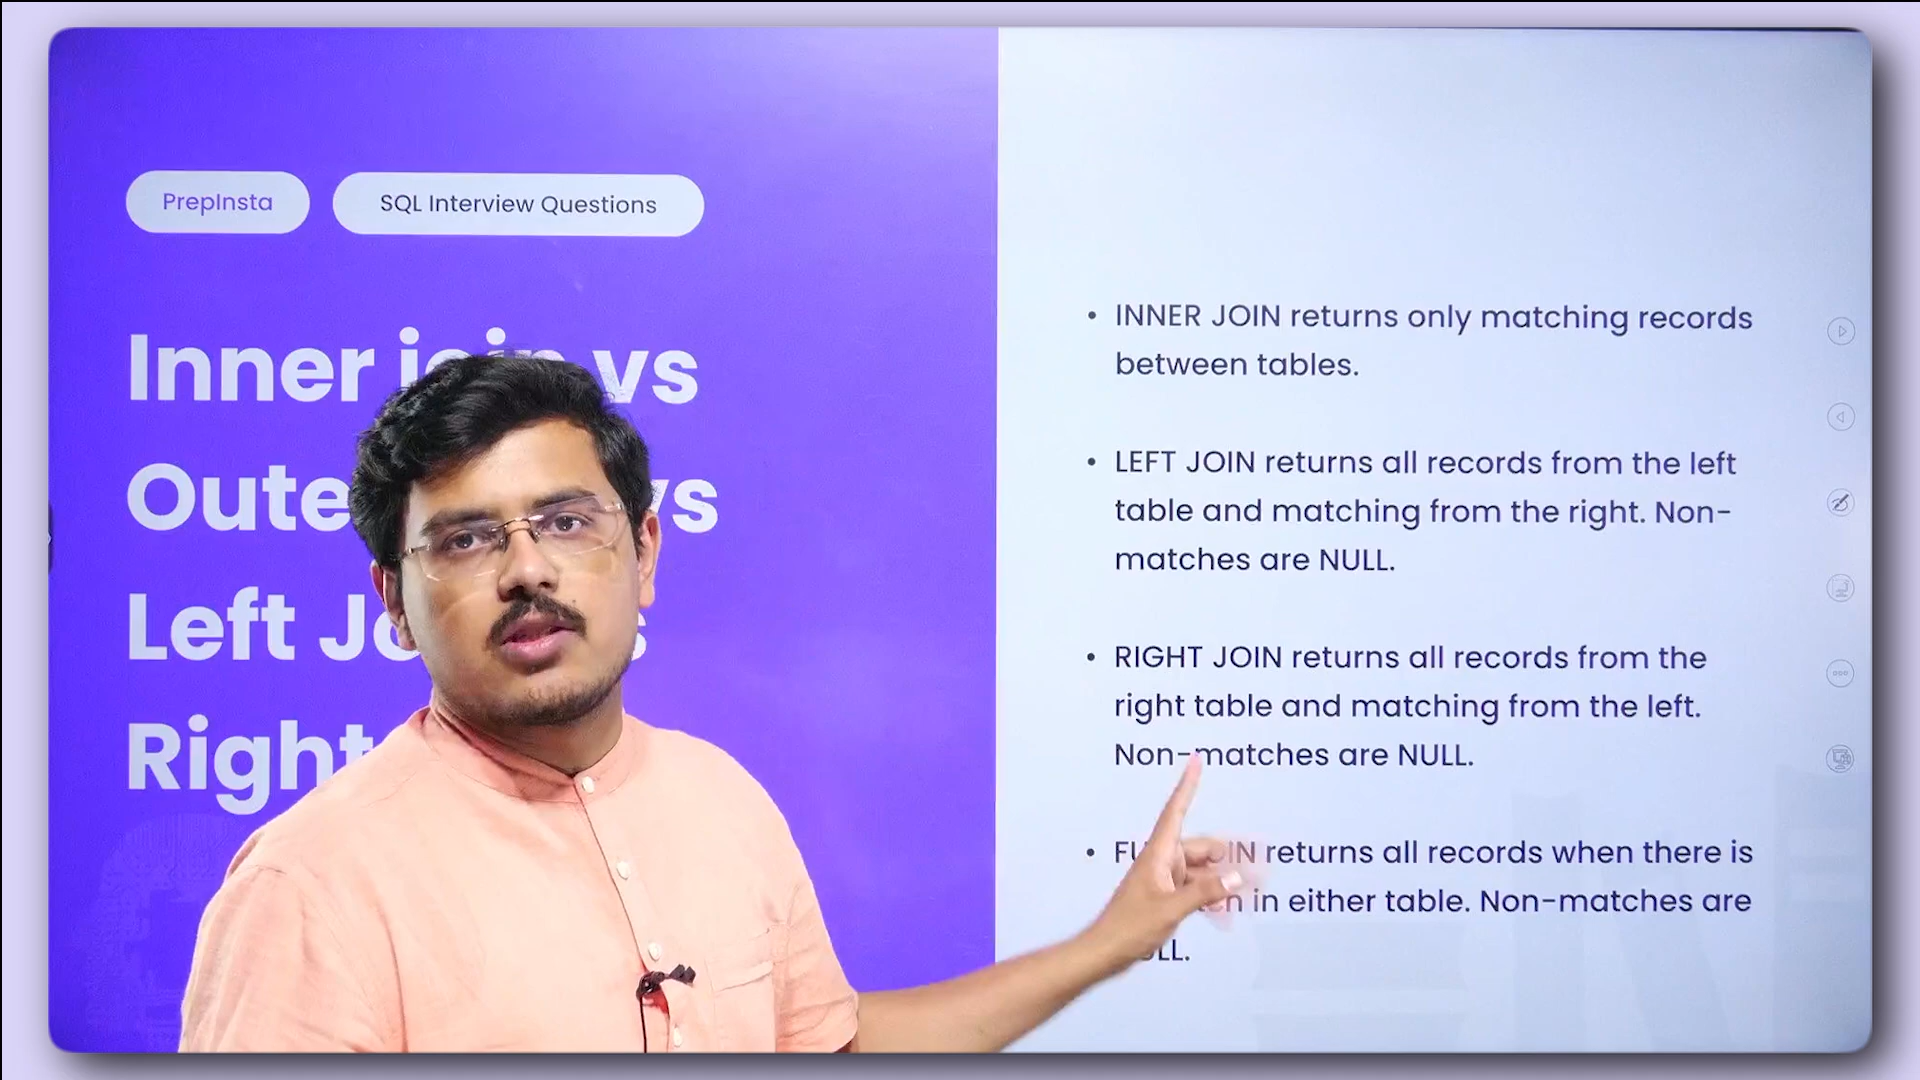 PrepInsta
SQL Interview Questions
Inner join vs
vs
Left
Right
• INNER JOIN returns only matching records
between tables.
• LEFT JOIN returns all records from the left
table and matching from the right. Non-
matches are NULL.
• RIGHT JOIN returns all records from the
right table and matching from the left.
Non-matches are NULL.
• returns all records when there is
in either table. Non-matches are